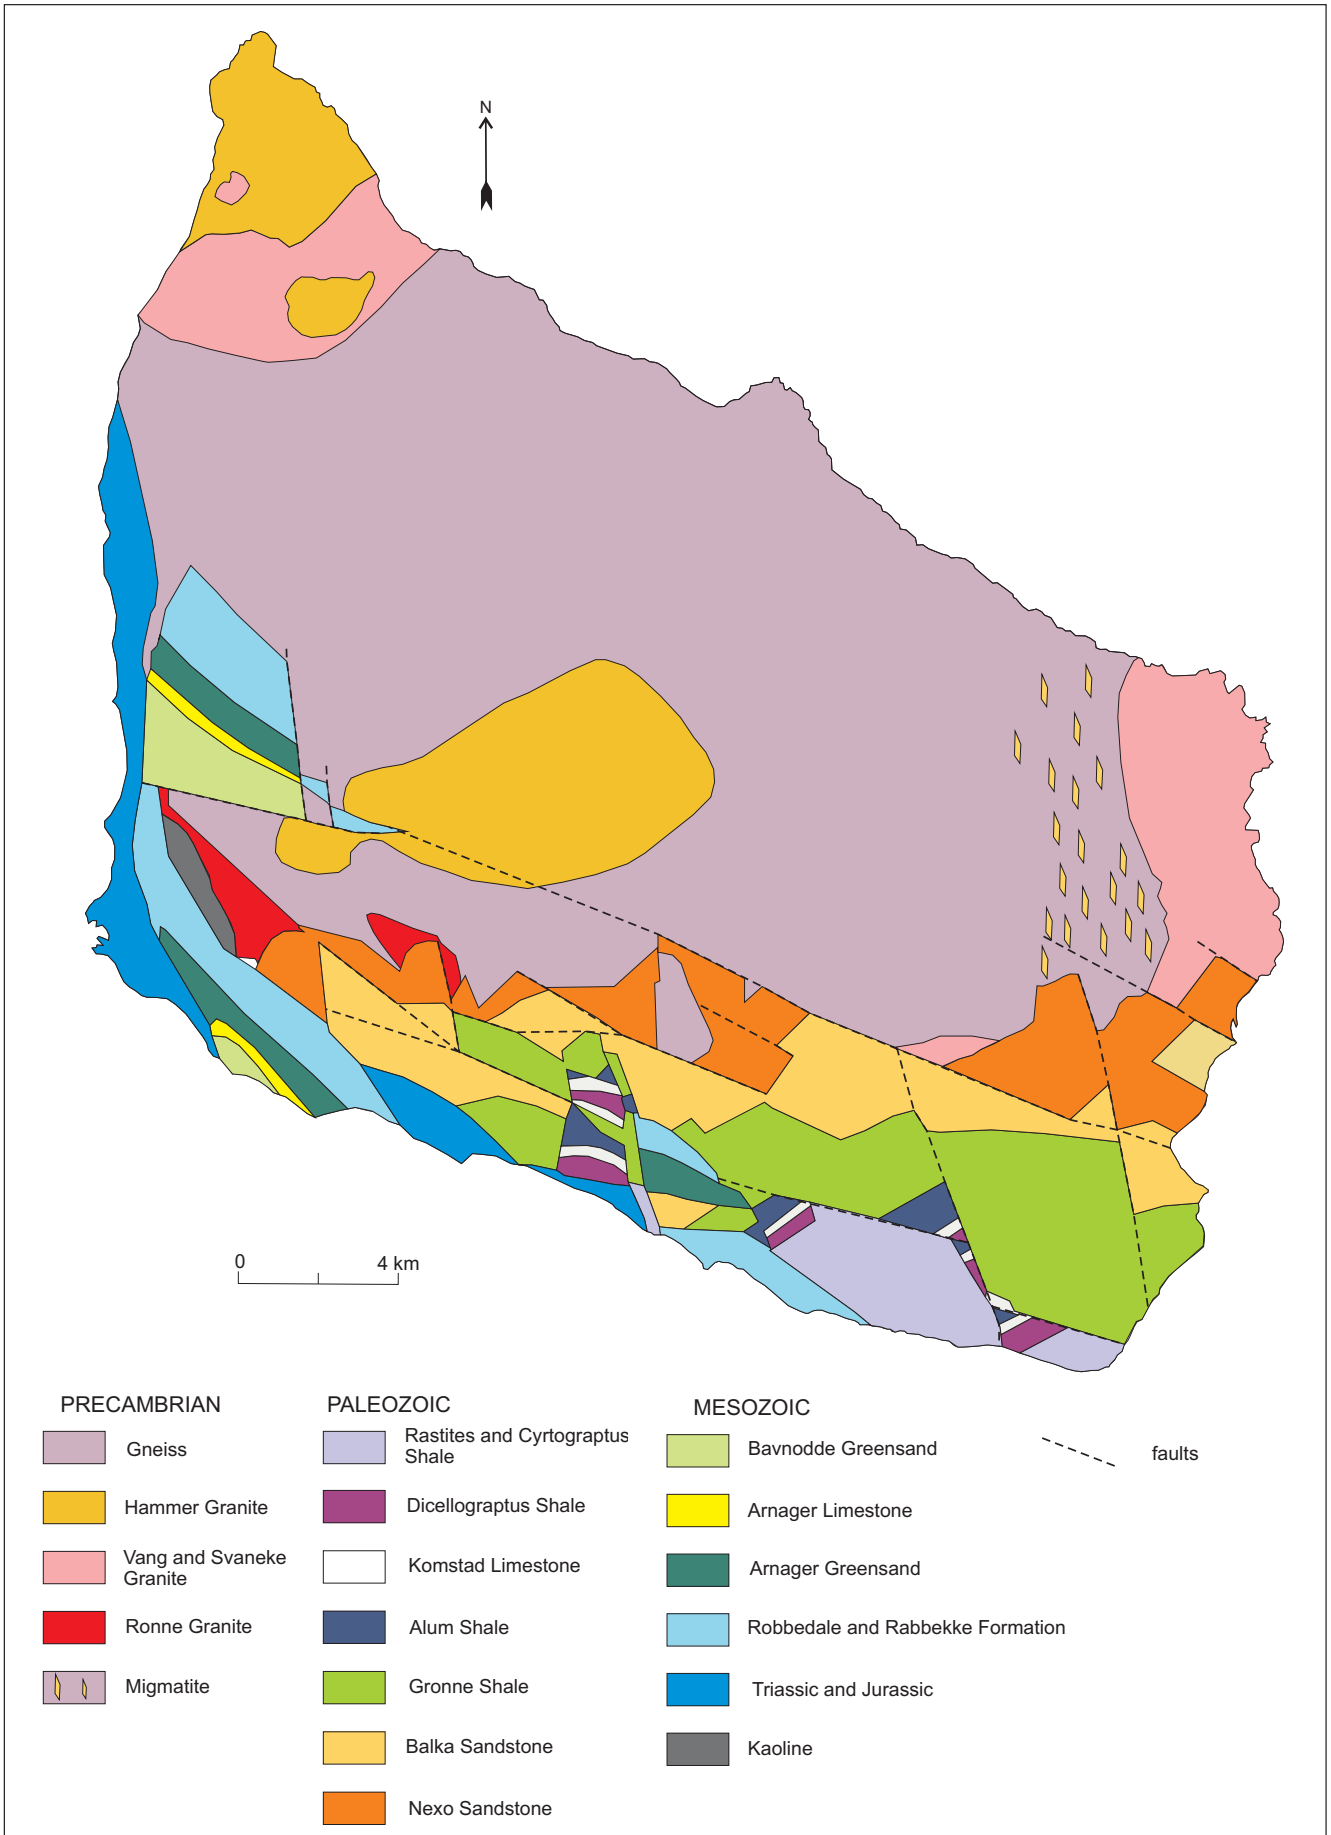 N
0
4 km
PRECAMBRIAN
Gneiss
Hammer Granite
Vang and Svaneke
Granite
Ronne Granite
Migmatite
PALEOZOIC
Rastites and Cyrtograptus
Shale
Dicellograptus Shale
Komstad Limestone
Alum Shale
Gronne Shale
Balka Sandstone
Nexo Sandstone
MESOZOIC
Bavnodde Greensand
Arnager Limestone
Arnager Greensand
Robbedale and Rabbekke Formation
Triassic and Jurassic
Kaoline
faults